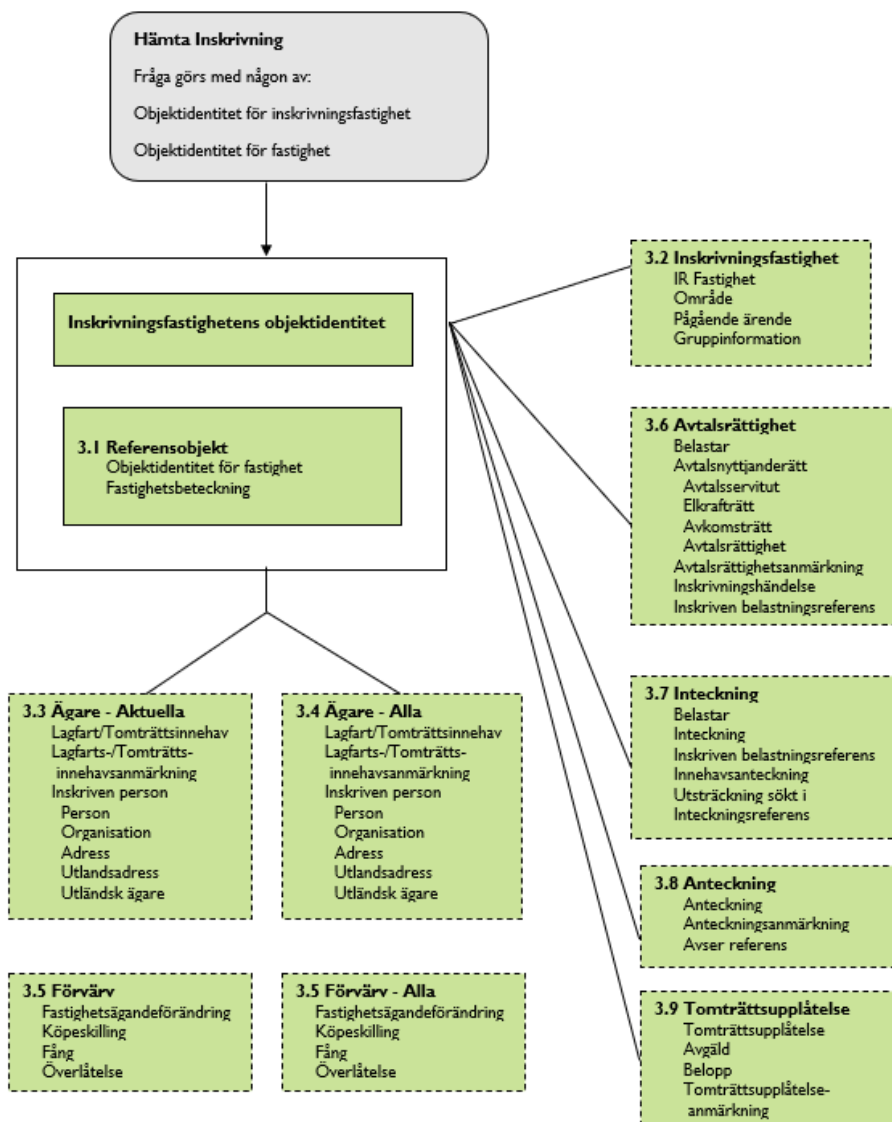 Hämta Inskrivning
Fråga görs med någon av:
Objektidentitet för inskrivningsfastighet
Objektidentitet för fastighet
Inskrivningsfastighetens objektidentitet
3.1 Referensobjekt
Objektidentitet för fastighet
Fastighetsbeteckning
3.2 Inskrivningsfastighet
IR Fastighet
Område
Pågående ärende
Gruppinformation
3.6 Avtalsrättighet
Belastar
Avtalsnyttjanderätt
Avtalsservitut
Elkrafträtt
Avkomsträtt
Avtalsrättighet
Avtalsrättighetsanmärkning
Inskrivningshändelse
Inskriven belastningsreferens
3.3 Ägare - Aktuella
Lagfart/Tomträttsinnehav
Lagfarts-/Tomträtts-
innehavsanmärkning
Inskriven person
Person
Organisation
Adress
Utlandsadress
Utländsk ägare
3.4 Ägare - Alla
Lagfart/Tomträttsinnehav
Lagfarts-/Tomträtts-
innehavsanmärkning
Inskriven person
Person
Organisation
Adress
Utlandsadress
Utländsk ägare
3.7 Inteckning
Belastar
Inteckning
Inskriven belastningsreferens
Innehavsanteckning
Utsträckning sökt i
Inteckningsreferens
3.8 Anteckning
Anteckning
Anteckningsanmärkning
Avser referens
3.5 Förvärv
Fastighetsägandeförändring
Köpeskilling
Fång
Överlåtelse
3.5 Förvärv - Alla
Fastighetsägandeförändring
Köpeskilling
Fång
Överlåtelse
3.9 Tomträttsupplåtelse
Tomträttsupplåtelse
Avgäld
Belopp
Tomträttsupplåtelse-
anmärkning